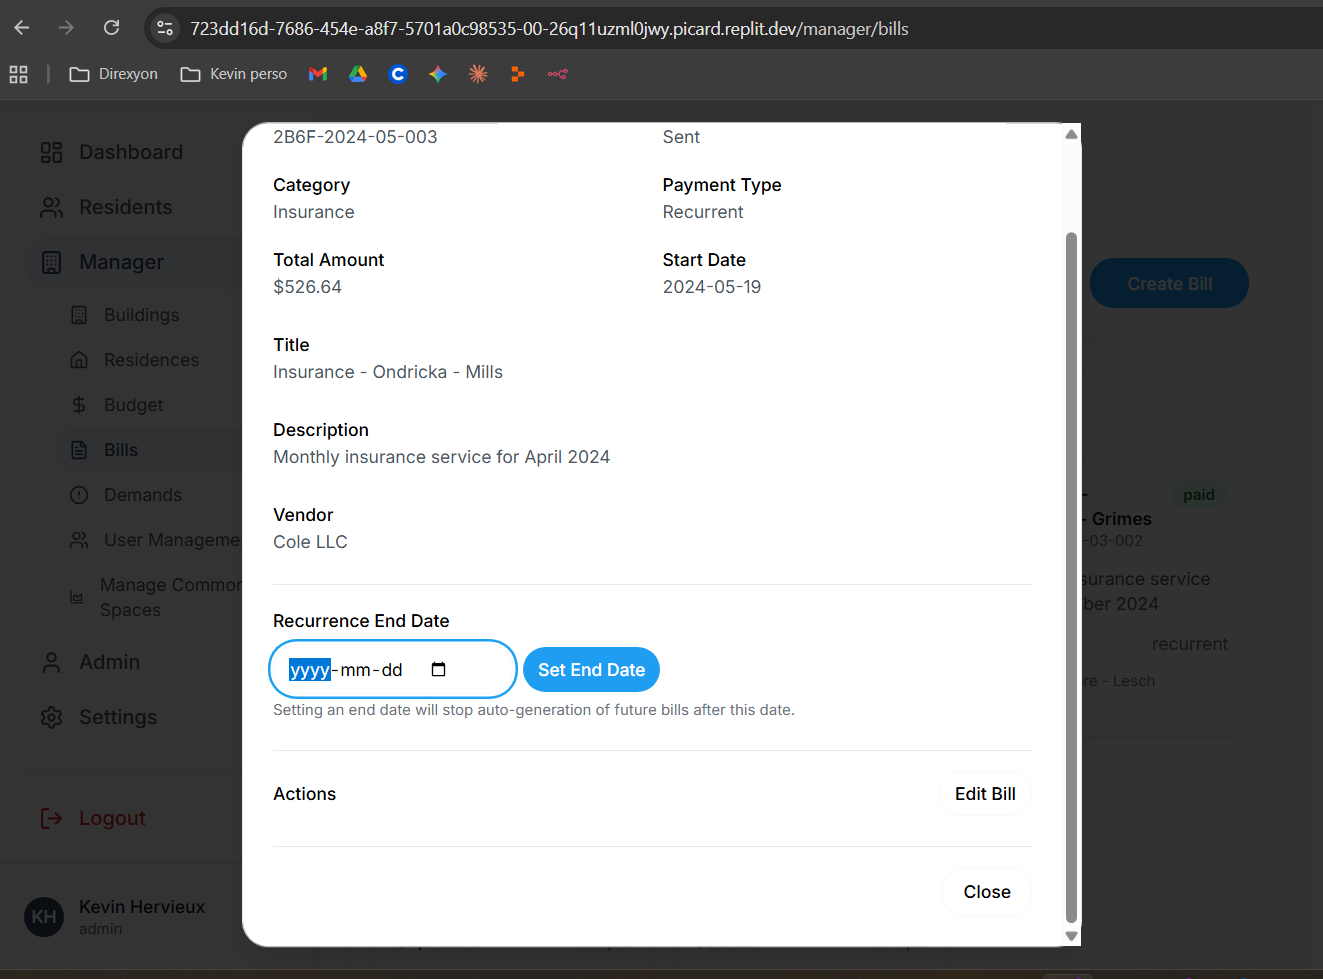 723dd16d-7686-454e-a8f7-5701a0c98535-00-26q11uzml0jwy.picard.replit.dev/manager/bills
Direxyon
Kevin perso
Dashboard
Residents
Manager
Buildings
Residences
Budget
Bills
Demands
User Manageme
Manage Common
Spaces
Admin
Settings
Logout
KH
Kevin Hervieux
admin
2B6F-2024-05-003
Sent
Category
Insurance
Payment Type
Recurrent
Total Amount
$526.64
Start Date
2024-05-19
Title
Insurance - Ondricka - Mills
Description
Monthly insurance service for April 2024
Vendor
Cole LLC
Recurrence End Date
yyyy-mm-dd
Set End Date
Setting an end date will stop auto-generation of future bills after this date.
Actions
Edit Bill
Close
Create Bill
-
paid
- Grimes
-03-002
surance service
ber 2024
recurrent
re - Lesch